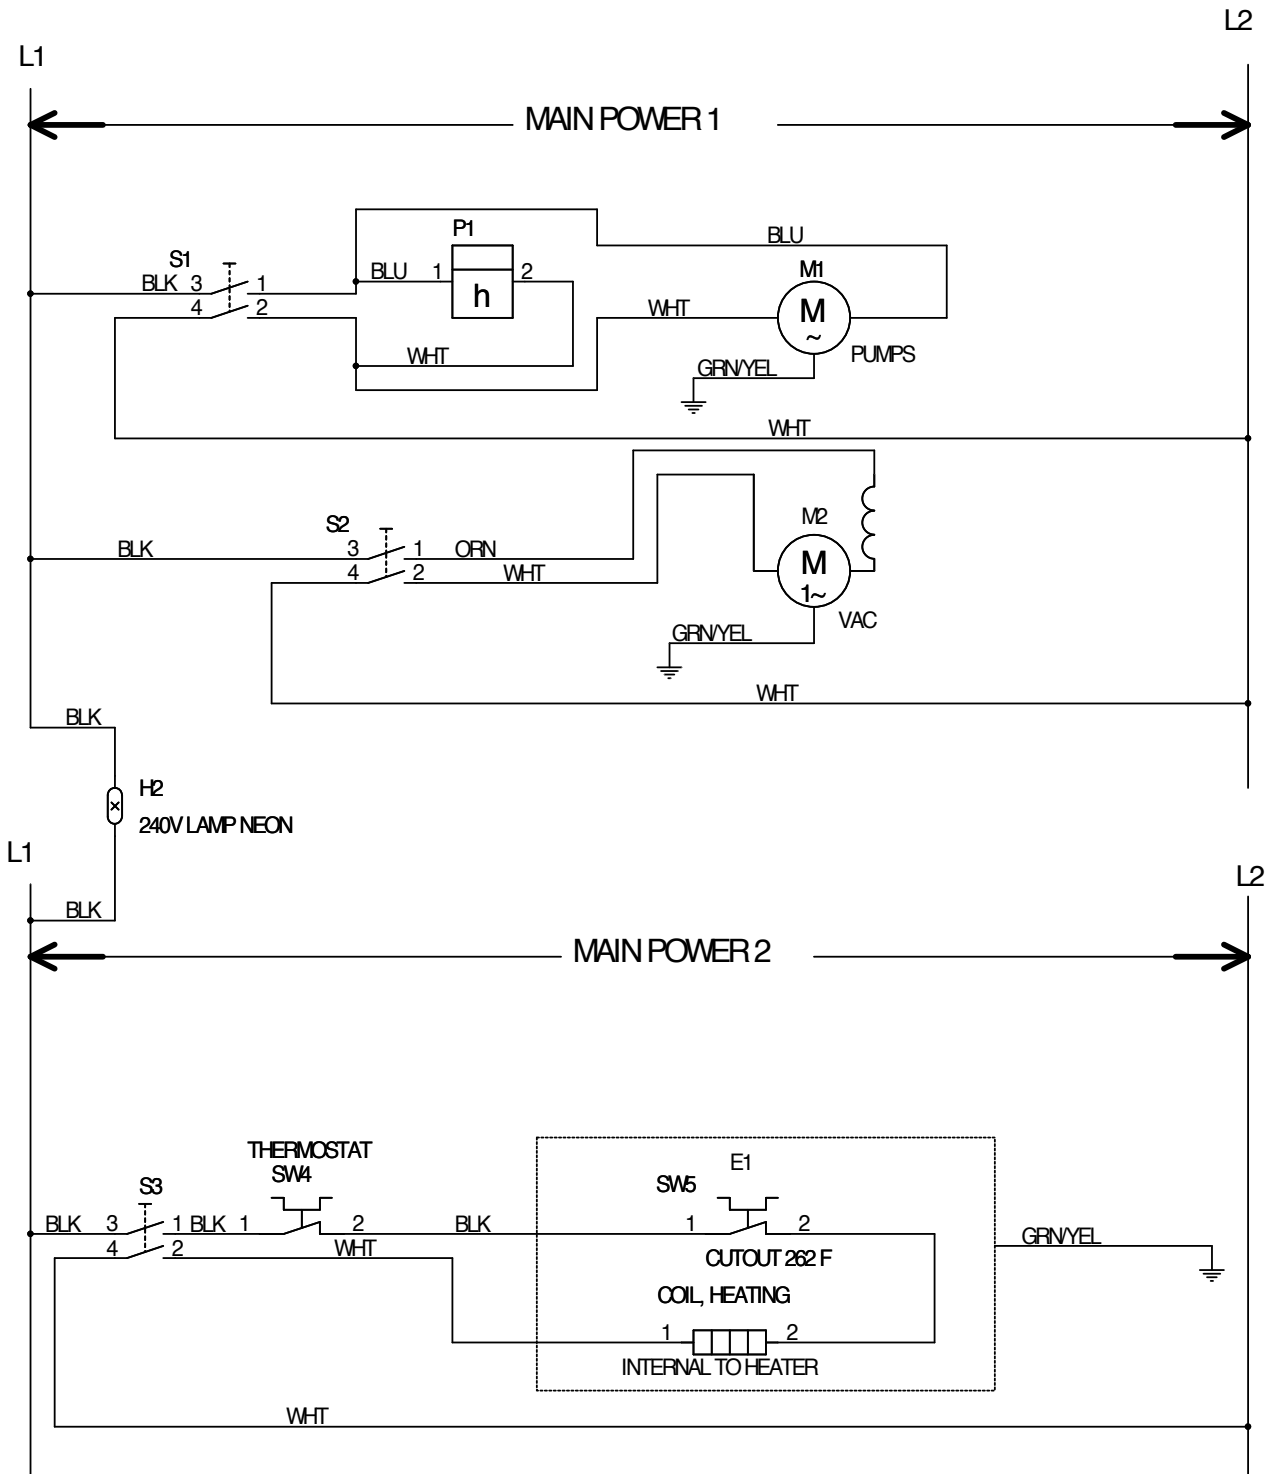 L2
L1
MAIN POWER 1
P1
BLU
S1
M1
BLK 3 1 BLU 1 2
h
4 2 WHT M
~
WHT PUMPS
GRN/YEL
WHT
S2 M2
BLK 3 1 ORN
4 2 WHT M
1~
VAC
GRN/YEL
WHT
BLK
H2
240V LAMP NEON
L1
L2
BLK
MAIN POWER 2
THERMOSTAT
SW4
E1
S3 SW5
BLK 3 1 BLK 1 2 BLK 1 2
4 2 WHT GRN/YEL
CUTOUT 262 F
COIL, HEATING
1 2
INTERNAL TO HEATER
WHT